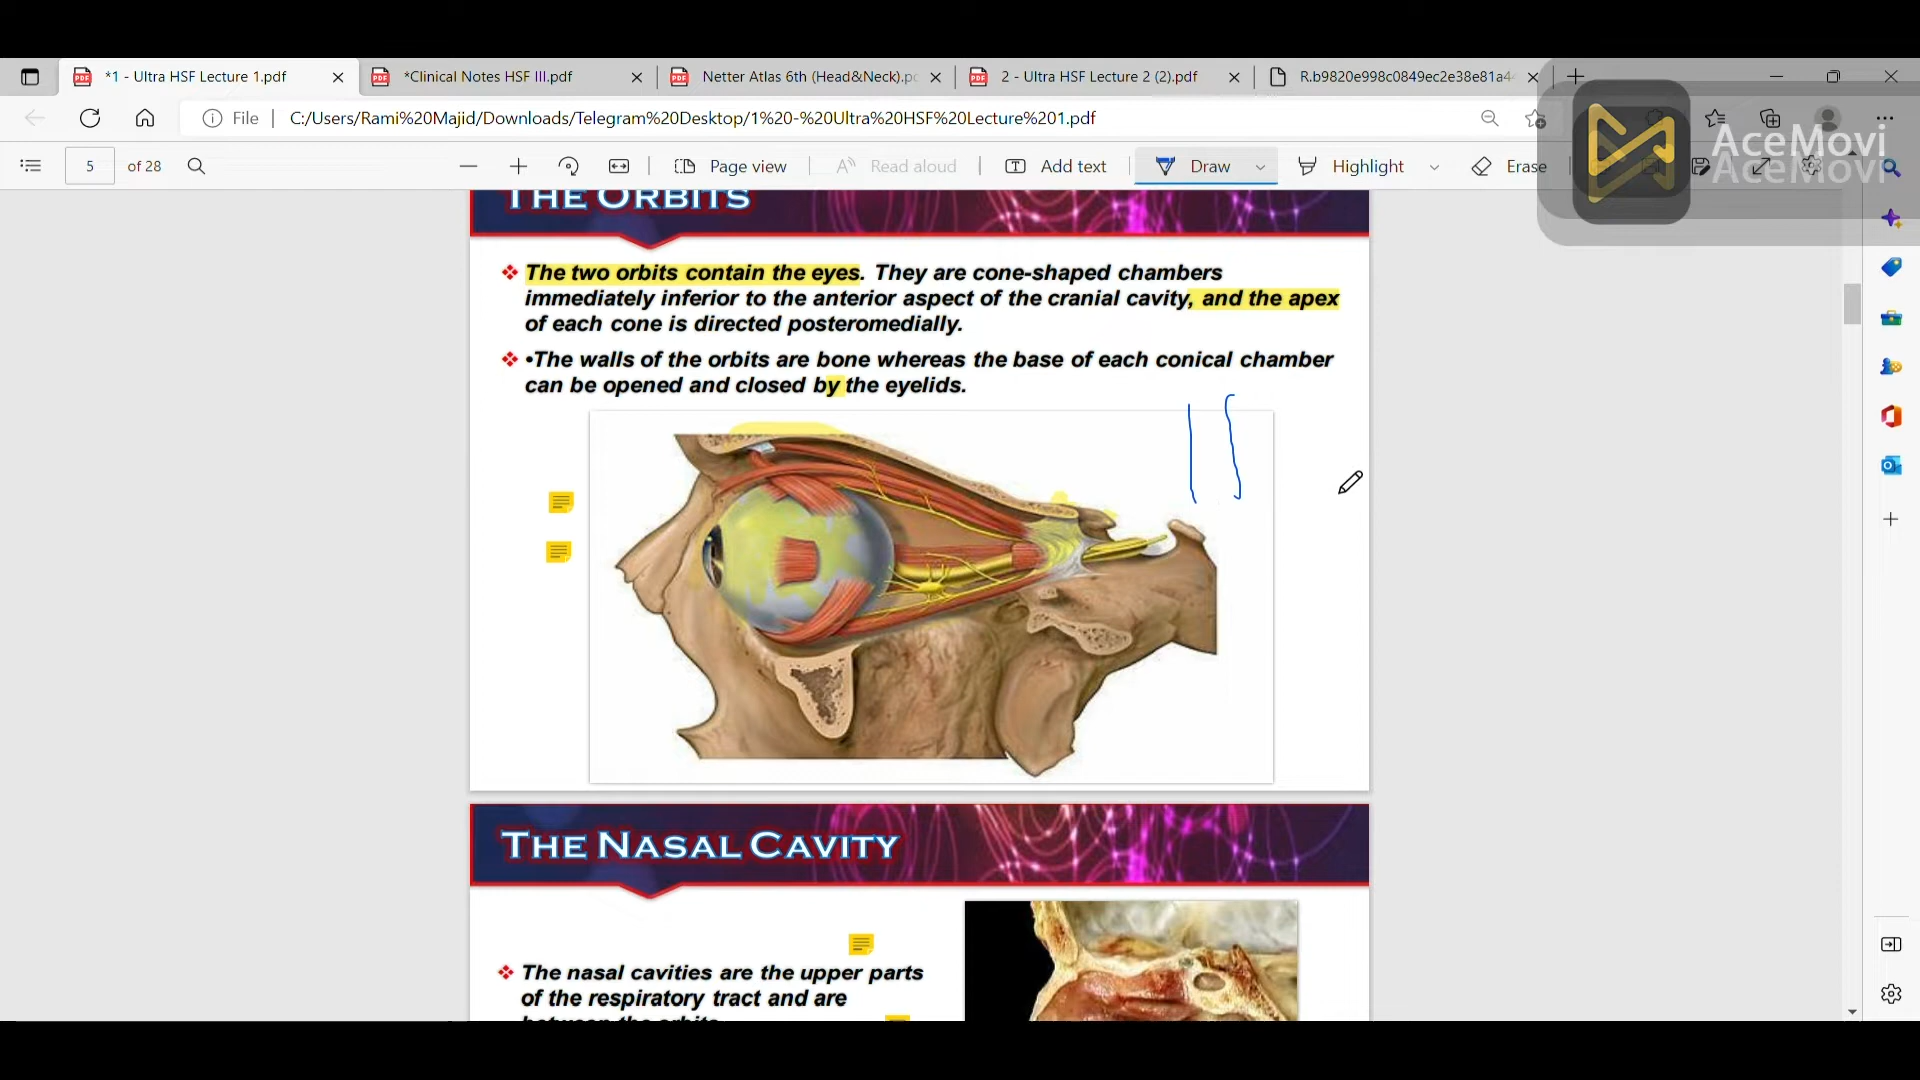 *1 - Ultra HSF Lecture 1.pdf
*Clinical Notes HSF III.pdf
Netter Atlas 6th (Head&Neck).pd
2 - Ultra HSF Lecture 2 (2).pdf
R.b9820e998c0849ec2e38e81a4
File
C:/Users/Rami%20Majid/Downloads/Telegram%20Desktop/1%20-%20Ultra%20HSF%20Lecture%201.pdf
AceMovi
AceMovi
5 of 28
Page view
Read aloud
Add text
Draw
Highlight
Erase
THE ORBITS
The two orbits contain the eyes. They are cone-shaped chambers
immediately inferior to the anterior aspect of the cranial cavity, and the apex
of each cone is directed posteromedially.
•The walls of the orbits are bone whereas the base of each conical chamber
can be opened and closed by the eyelids.
THE NASAL CAVITY
The nasal cavities are the upper parts
of the respiratory tract and are
between the orbits